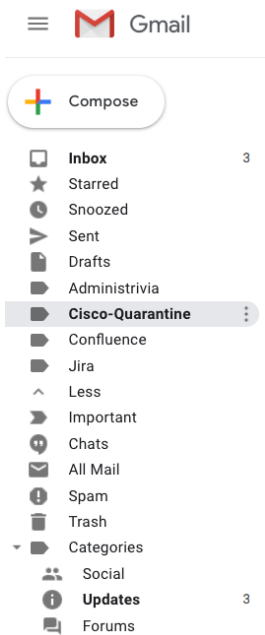 Gmail
Compose
Inbox 3
Starred
Snoozed
Sent
Drafts
Administrivia
Cisco-Quarantine
Confluence
Jira
Less
Important
Chats
All Mail
Spam
Trash
Categories
Social
Updates 3
Forums